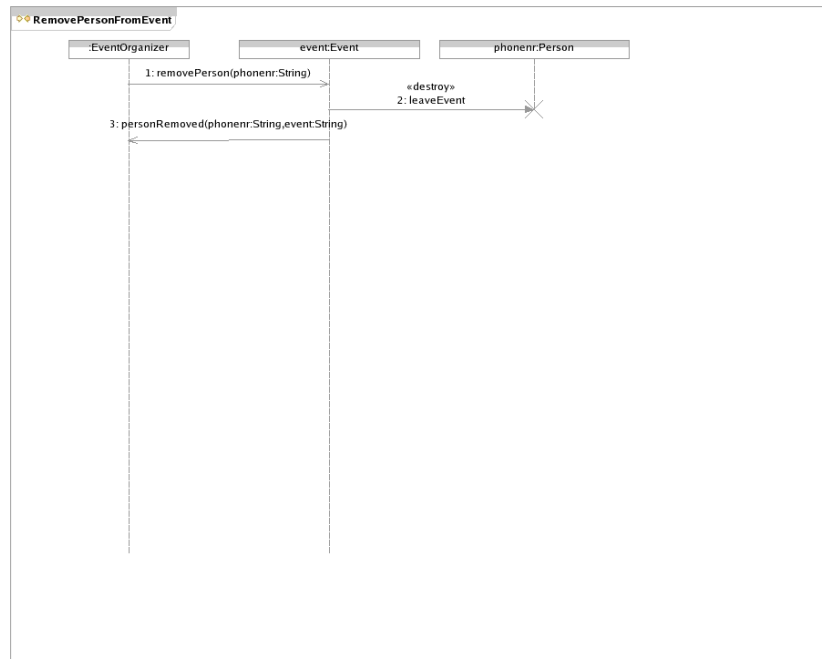 RemovePersonFromEvent
:EventOrganizer
event:Event
phonenr:Person
1: removePerson(phonenr:String)
«destroy»
2: leaveEvent
3: personRemoved(phonenr:String,event:String)